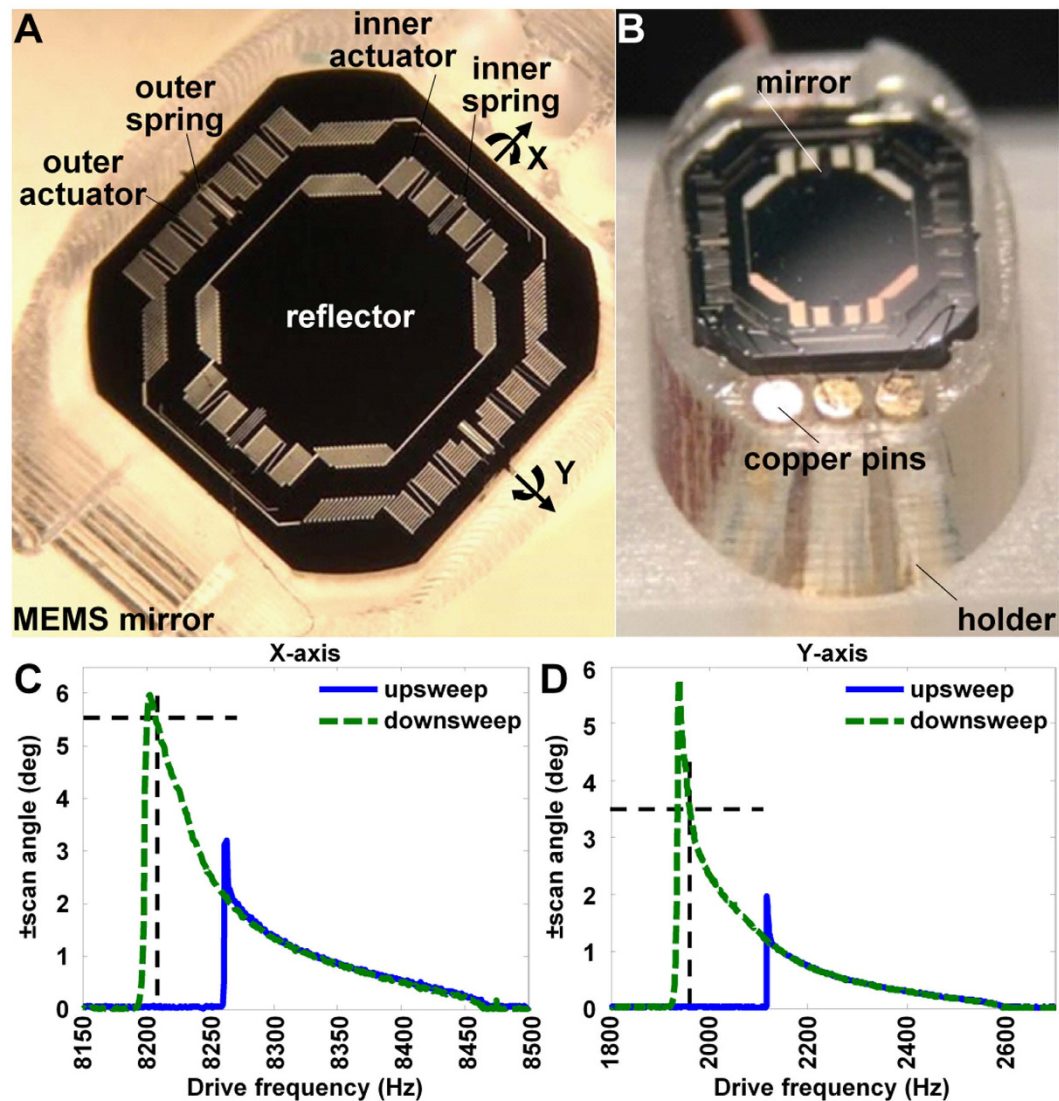 A
inner
actuator
inner
spring
outer
spring
outer
actuator
X
reflector
Y
MEMS mirror
B
mirror
copper pins
holder
C
X-axis
upsweep
downsweep
±scan angle (deg)
6
5
4
3
2
1
0
8150
8200
8250
8300
8350
8400
8450
8500
Drive frequency (Hz)
D
Y-axis
upsweep
downsweep
±scan angle (deg)
6
5
4
3
2
1
0
1800
2000
2200
2400
2600
Drive frequency (Hz)